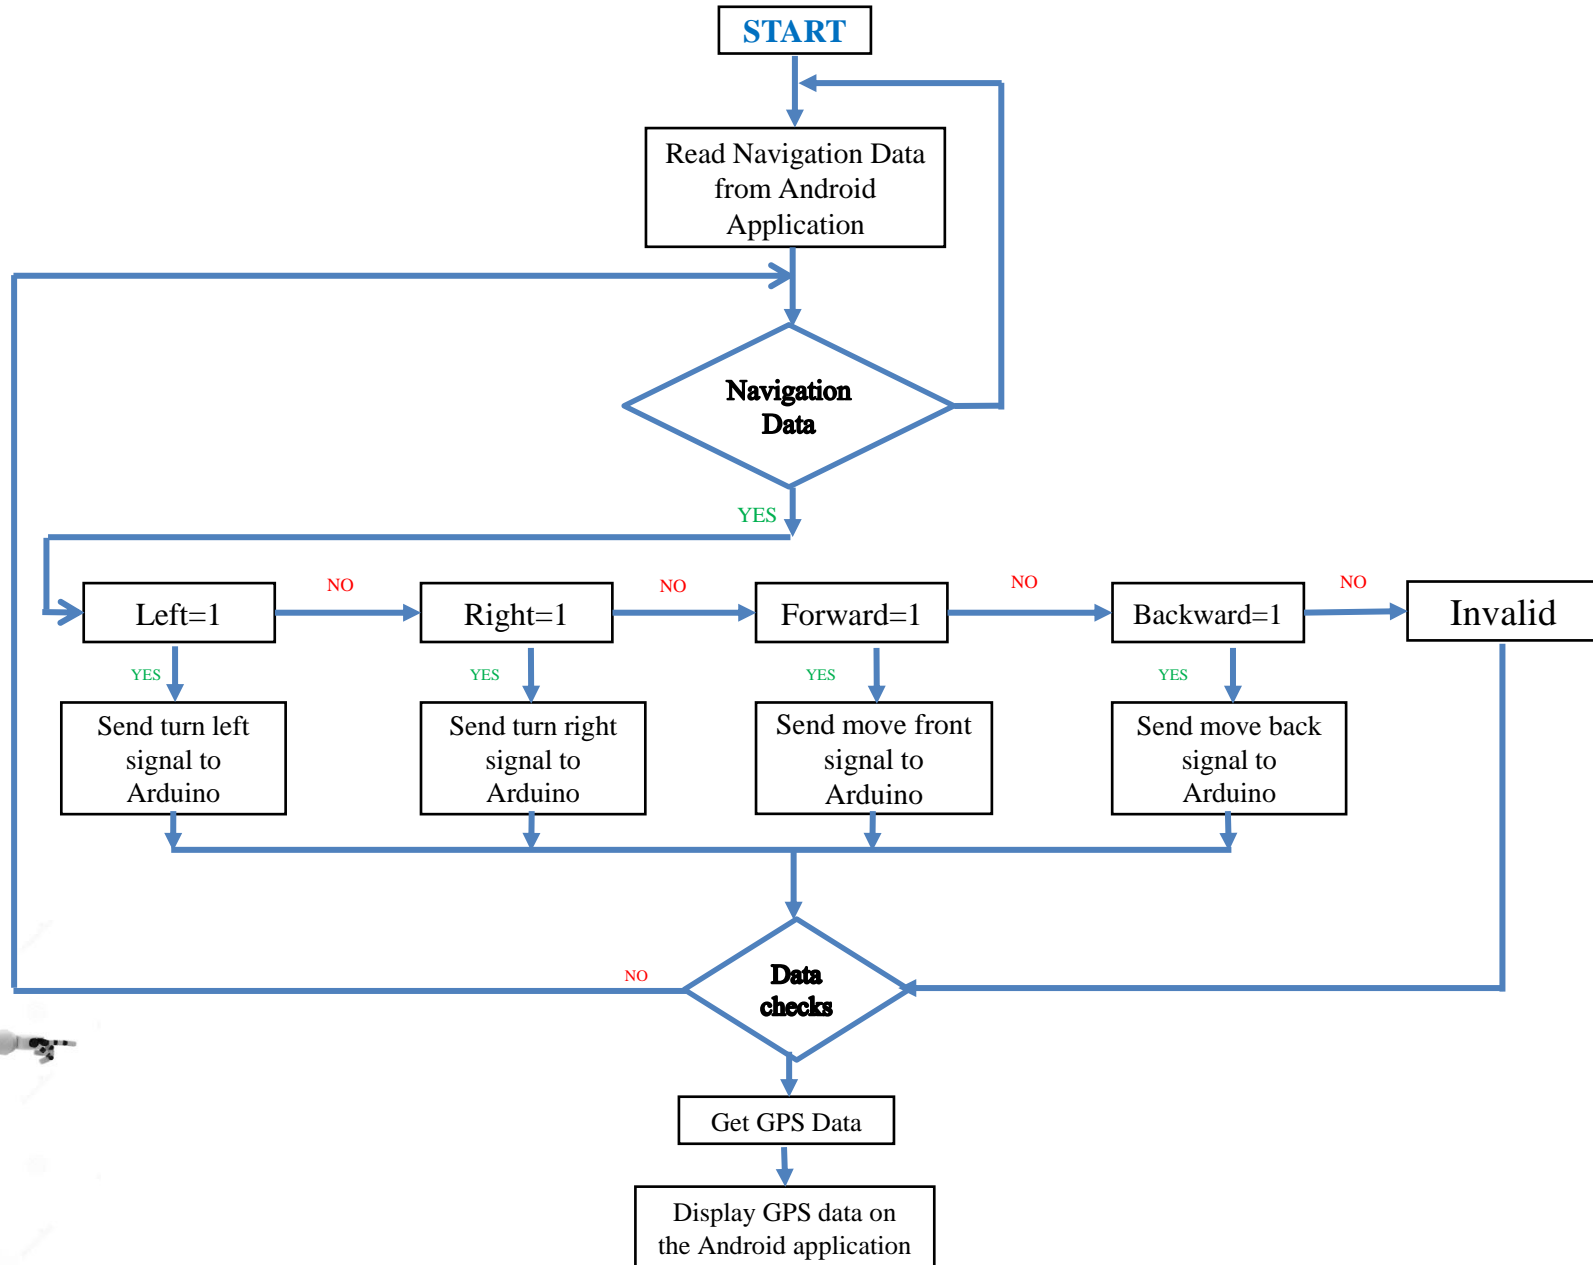 START
Read Navigation Data
from Android
Application
Navigation
Data
YES
Left=1
NO
Right=1
NO
Forward=1
NO
Backward=1
NO
Invalid
YES
YES
YES
YES
Send turn left
signal to
Arduino
Send turn right
signal to
Arduino
Send move front
signal to
Arduino
Send move back
signal to
Arduino
NO
Data
checks
Get GPS Data
Display GPS data on
the Android application